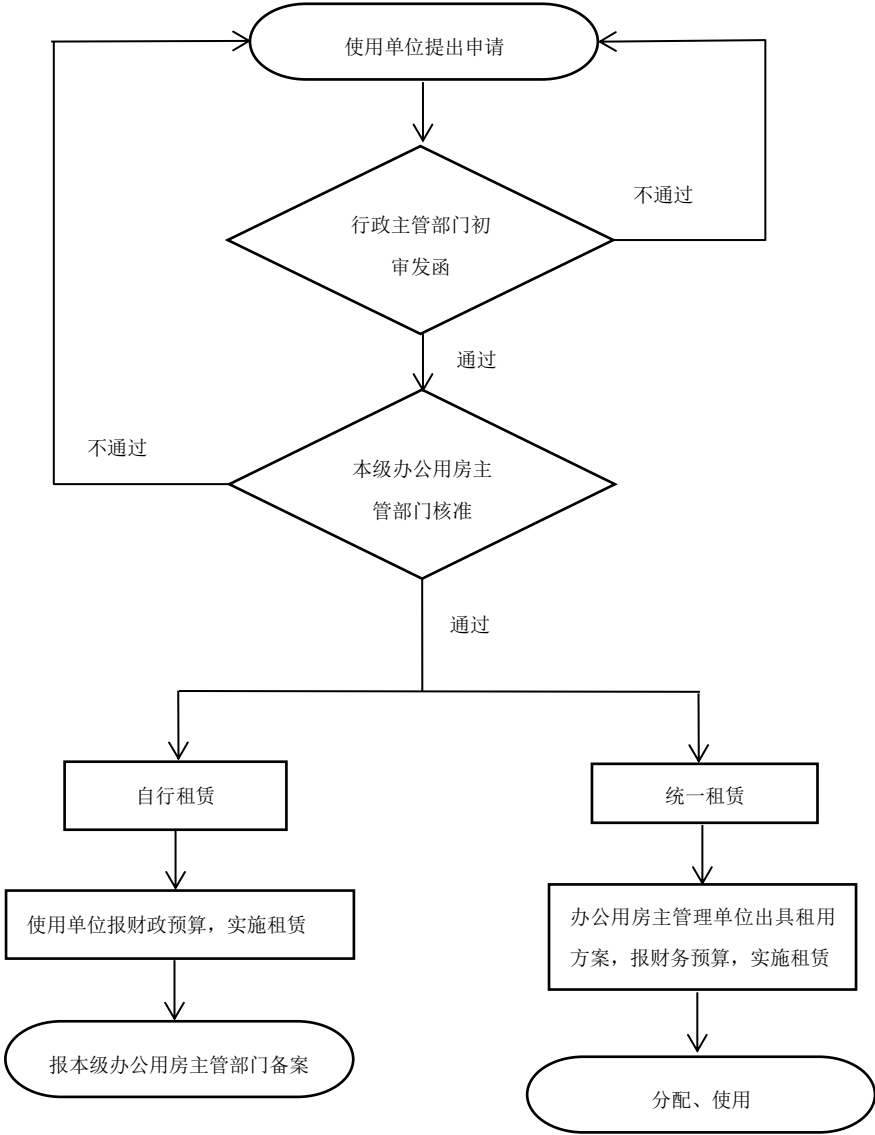 使用单位提出申请
不通过
行政主管部门初
审发函
通过
不通过
本级办公用房主
管部门核准
通过
自行租赁
统一租赁
使用单位报财政预算，实施租赁
办公用房主管理单位出具租用
方案，报财务预算，实施租赁
报本级办公用房主管部门备案
分配、使用